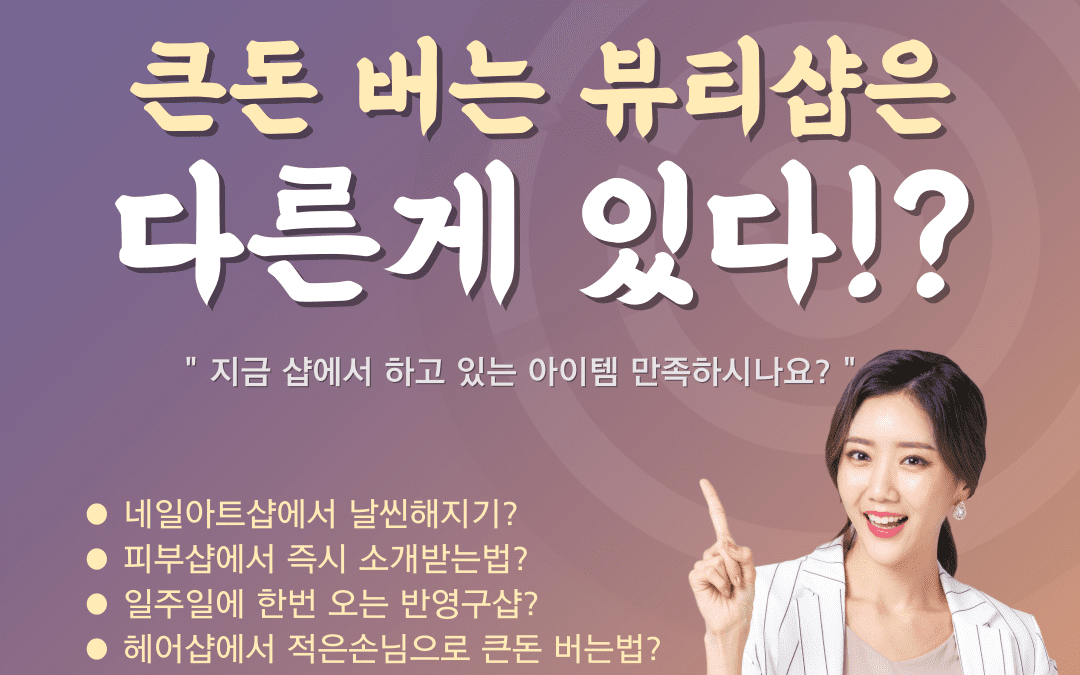 큰돈 버는 뷰티샵은
다른게 있다!?
" 지금 샵에서 하고 있는 아이템 만족하시나요? "
● 네일아트샵에서 날씬해지기?
● 피부샵에서 즉시 소개받는법?
● 일주일에 한번 오는 반영구샵?
● 헤어샵에서 적은손님으로 큰돈 버는법?